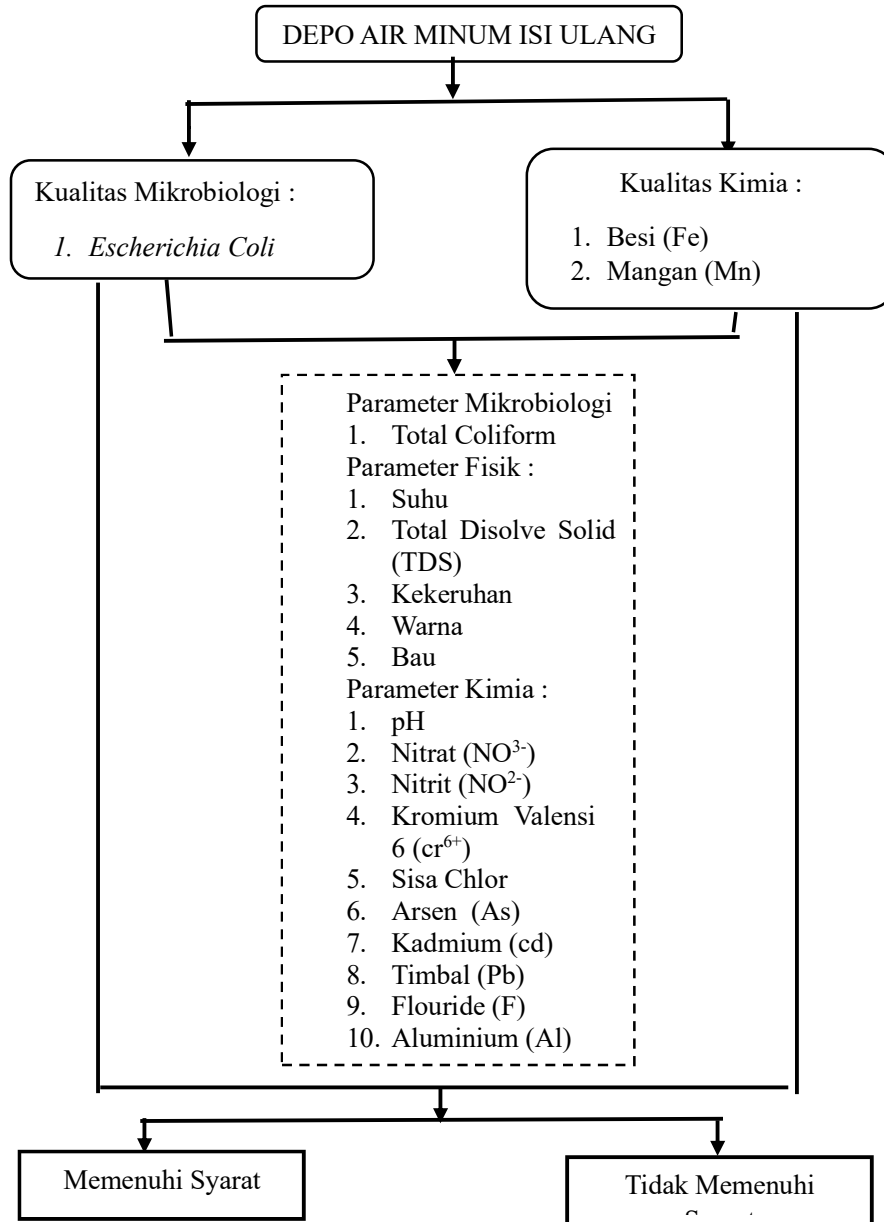 DEPO AIR MINUM ISI ULANG
Kualitas Mikrobiologi :
1. Escherichia Coli
Kualitas Kimia :
1. Besi (Fe)
2. Mangan (Mn)
Parameter Mikrobiologi
1. Total Coliform
Parameter Fisik :
1. Suhu
2. Total Disolve Solid
(TDS)
3. Kekeruhan
4. Warna
5. Bau
Parameter Kimia :
1. pH
2. Nitrat (NO³⁻)
3. Nitrit (NO²⁻)
4. Kromium Valensi
6 (cr⁶⁺)
5. Sisa Chlor
6. Arsen (As)
7. Kadmium (cd)
8. Timbal (Pb)
9. Flouride (F)
10. Aluminium (Al)
Memenuhi Syarat
Tidak Memenuhi